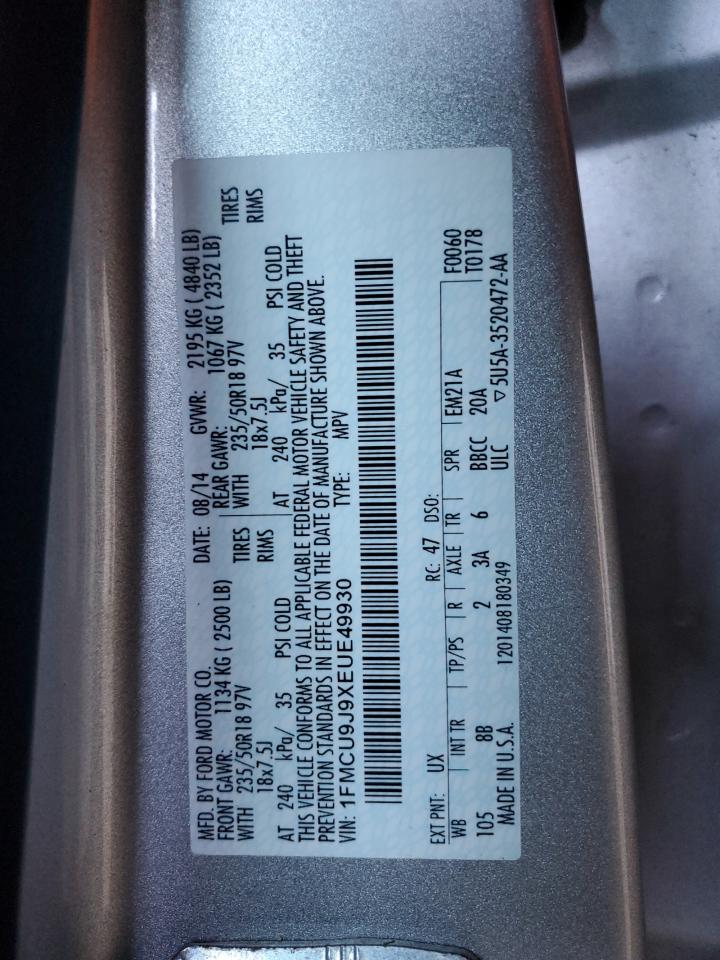 MFD. BY FORD MOTOR CO. DATE: 08/14 GVWR: 2195 KG ( 4840 LB)
FRONT GAWR: 1134 KG ( 2500 LB) REAR GAWR: 1067 KG ( 2352 LB)
WITH 235/50R18 97V TIRES WITH 235/50R18 97V TIRES
18x7.5J RIMS 18x7.5J RIMS
AT 240 kPa/ 35 PSI COLD AT 240 kPa/ 35 PSI COLD
THIS VEHICLE CONFORMS TO ALL APPLICABLE FEDERAL MOTOR VEHICLE SAFETY AND THEFT
PREVENTION STANDARDS IN EFFECT ON THE DATE OF MANUFACTURE SHOWN ABOVE.
VIN: 1FMCU9J9XEUE49930 TYPE: MPV
EXT PNT: UX RC: 47 DSO: F0060
WB INT TR TP/PS R AXLE TR SPR EM21A T0178
105 8B 2 3A 6 BBCC 20A
MADE IN U.S.A. 1201408180349 ULC ▽5U5A-3520472-AA